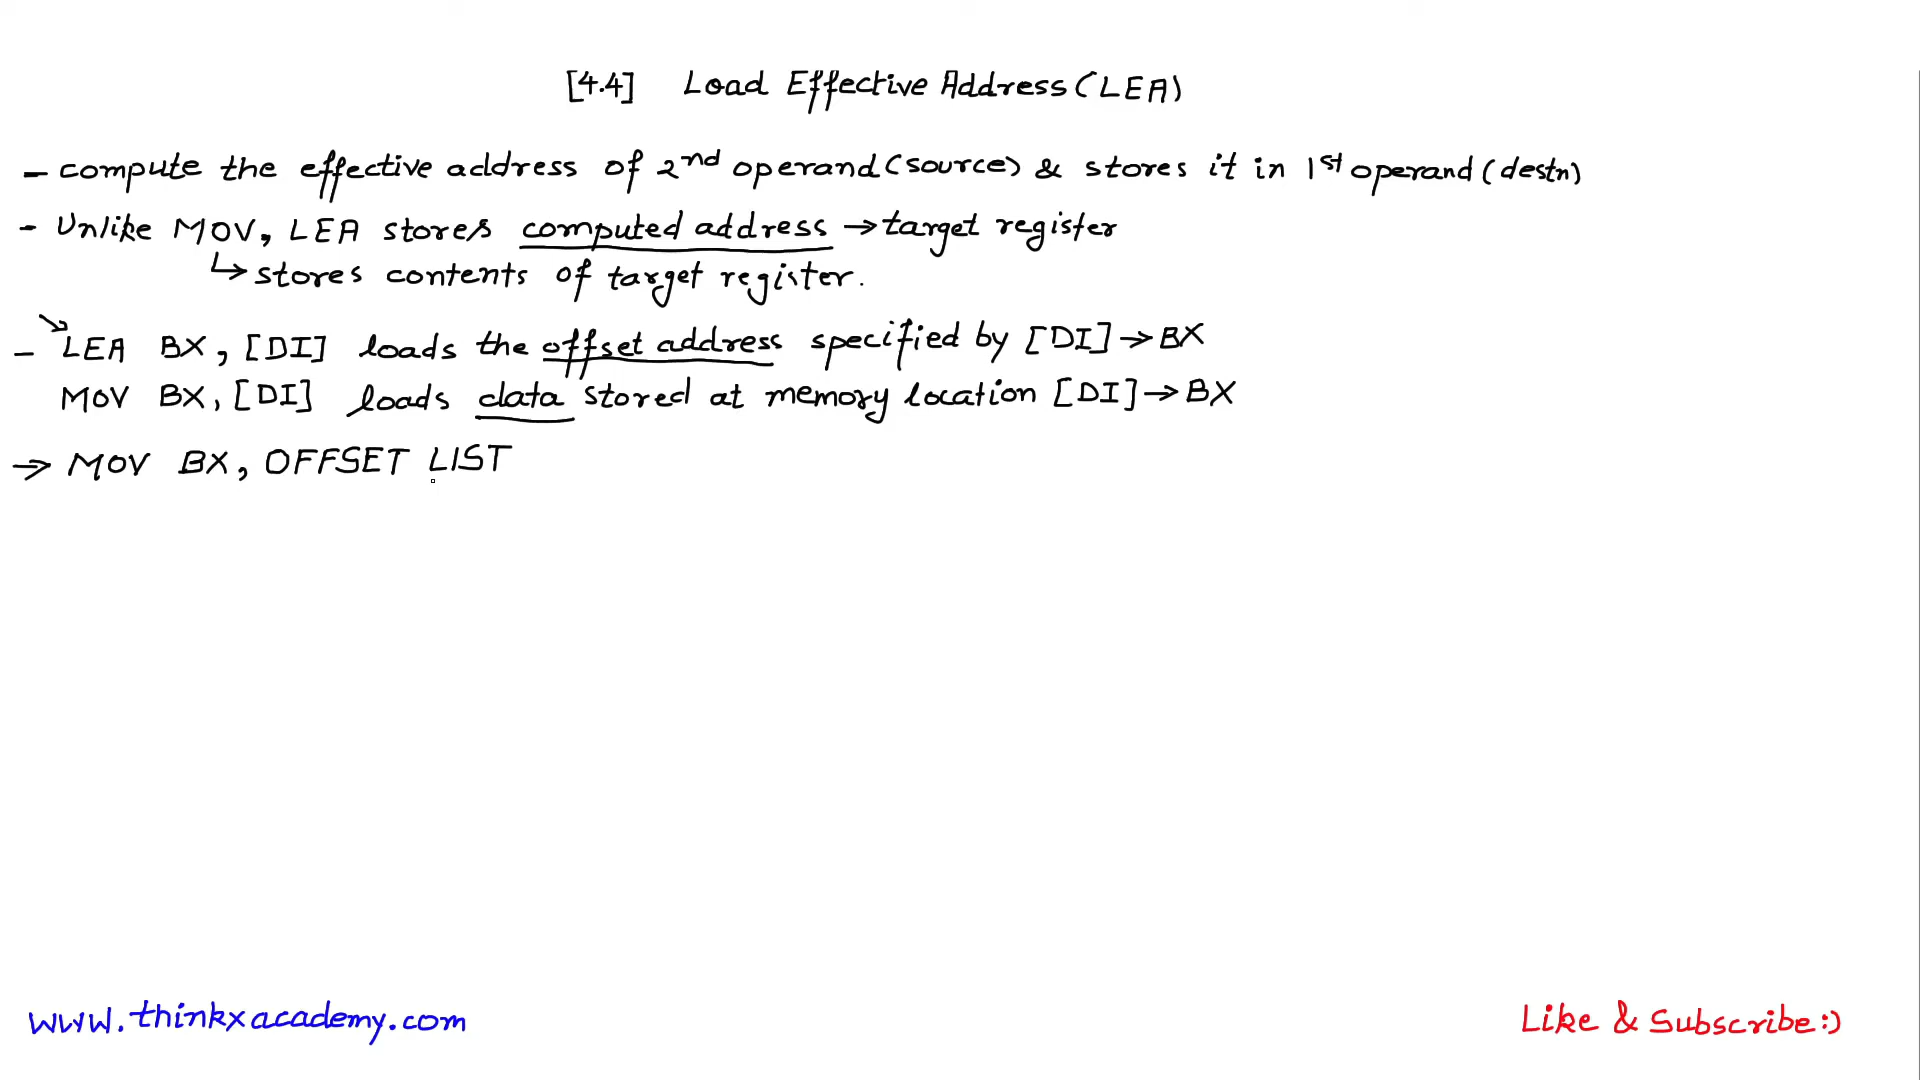 [4.4] Load Effective Address (LEA)
- compute the effective address of 2nd operand (source) & stores it in 1st operand (destn)
- Unlike MOV, LEA stores computed address → target register
↳ stores contents of target register.
- LEA BX, [DI] loads the offset address specified by [DI] → BX
MOV BX, [DI] loads data stored at memory location [DI] → BX
→ MOV BX, OFFSET LIST
www.thinkxacademy.com
Like & Subscribe:)